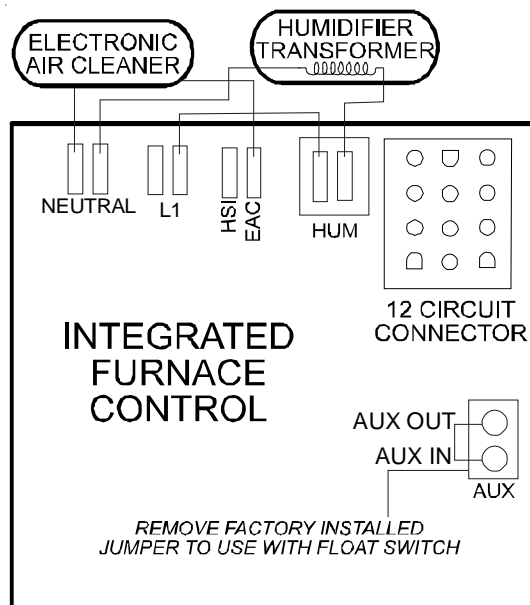 ELECTRONIC
AIR CLEANER
HUMIDIFIER
TRANSFORMER
NEUTRAL
L1
HSI
EAC
HUM
12 CIRCUIT
CONNECTOR
INTEGRATED
FURNACE
CONTROL
AUX OUT
AUX IN
AUX
REMOVE FACTORY INSTALLED
JUMPER TO USE WITH FLOAT SWITCH